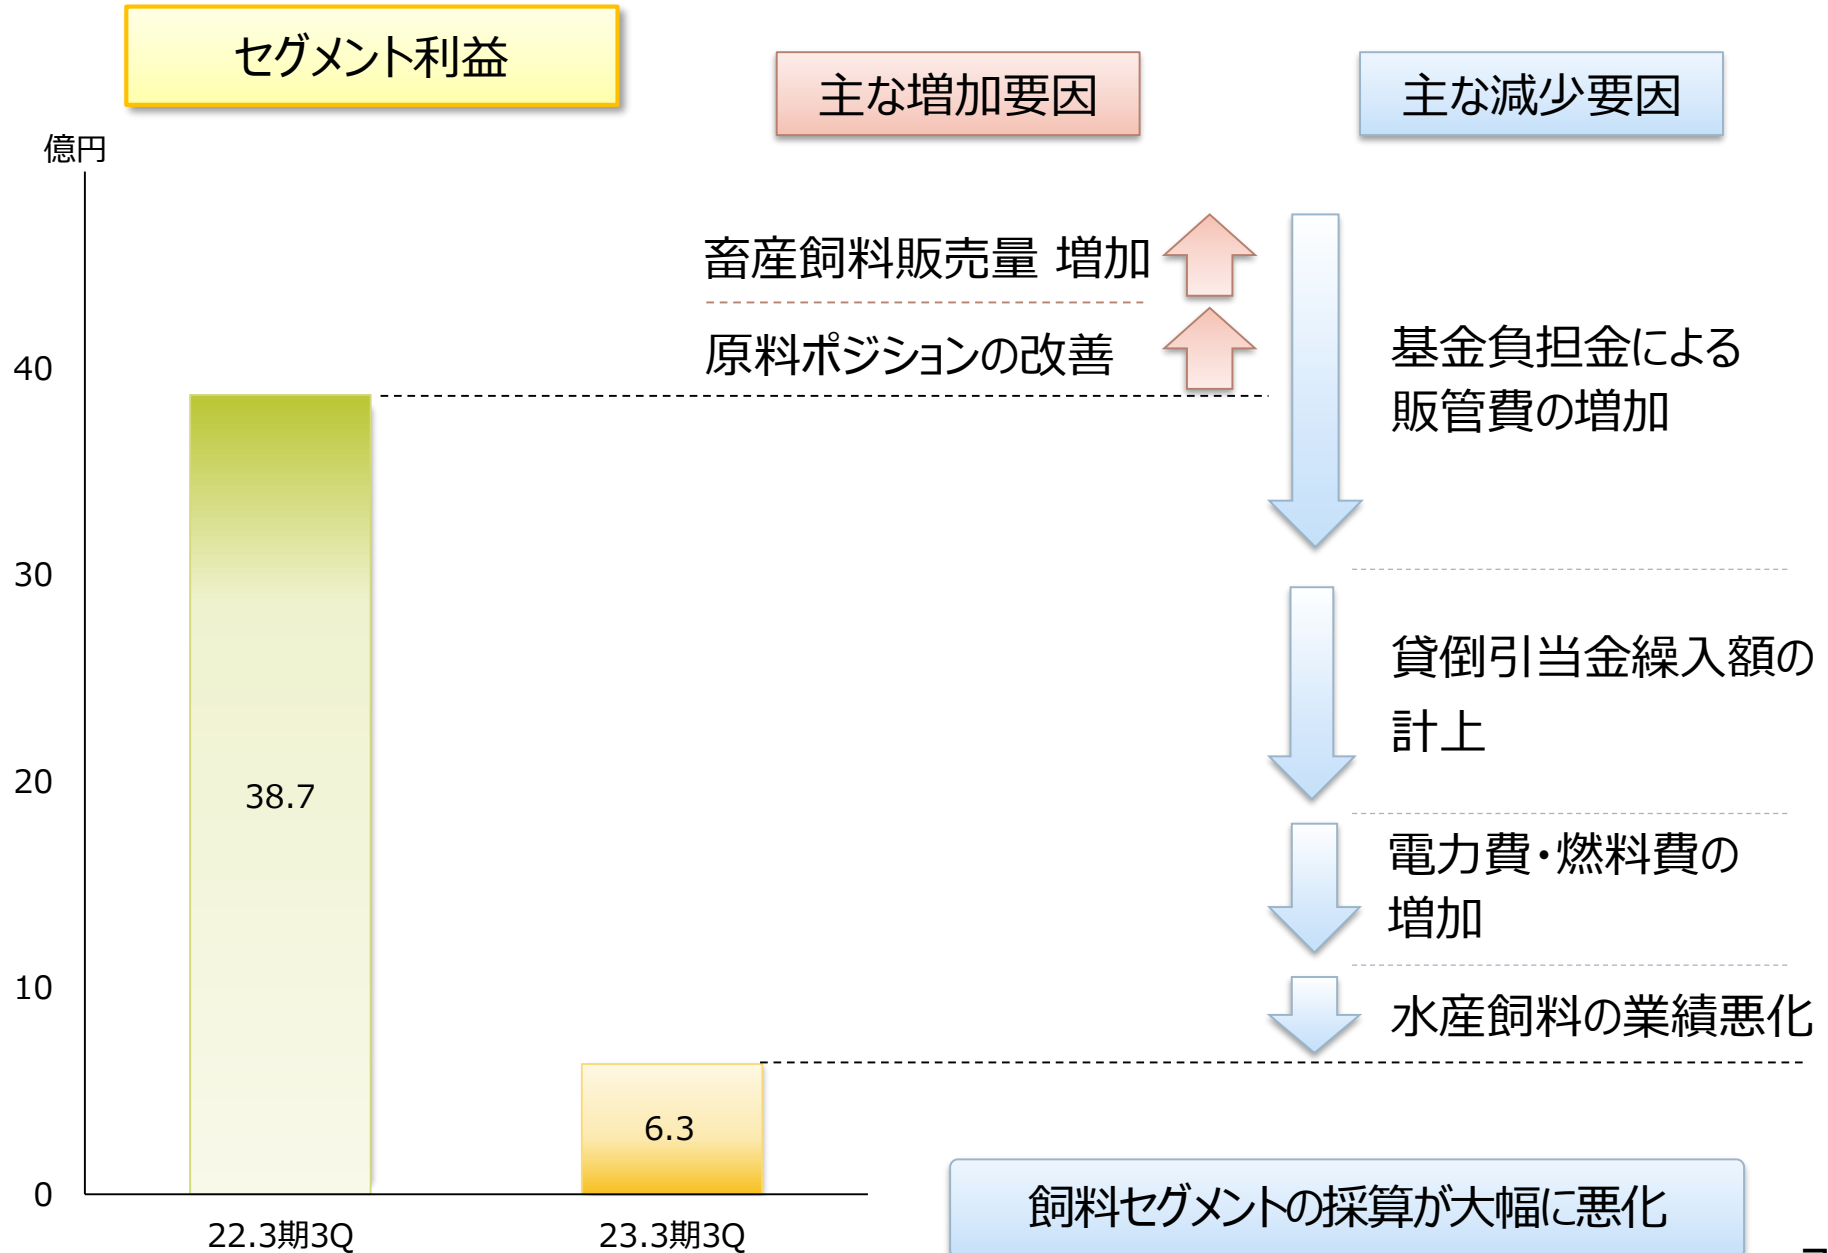 セグメント利益
主な増加要因
主な減少要因
億円
畜産飼料販売量 増加
原料ポジションの改善
基金負担金による
販管費の増加
貸倒引当金繰入額の
計上
電力費・燃料費の
増加
水産飼料の業績悪化
40
30
20
10
0
38.7
6.3
22.3期3Q
23.3期3Q
飼料セグメントの採算が大幅に悪化